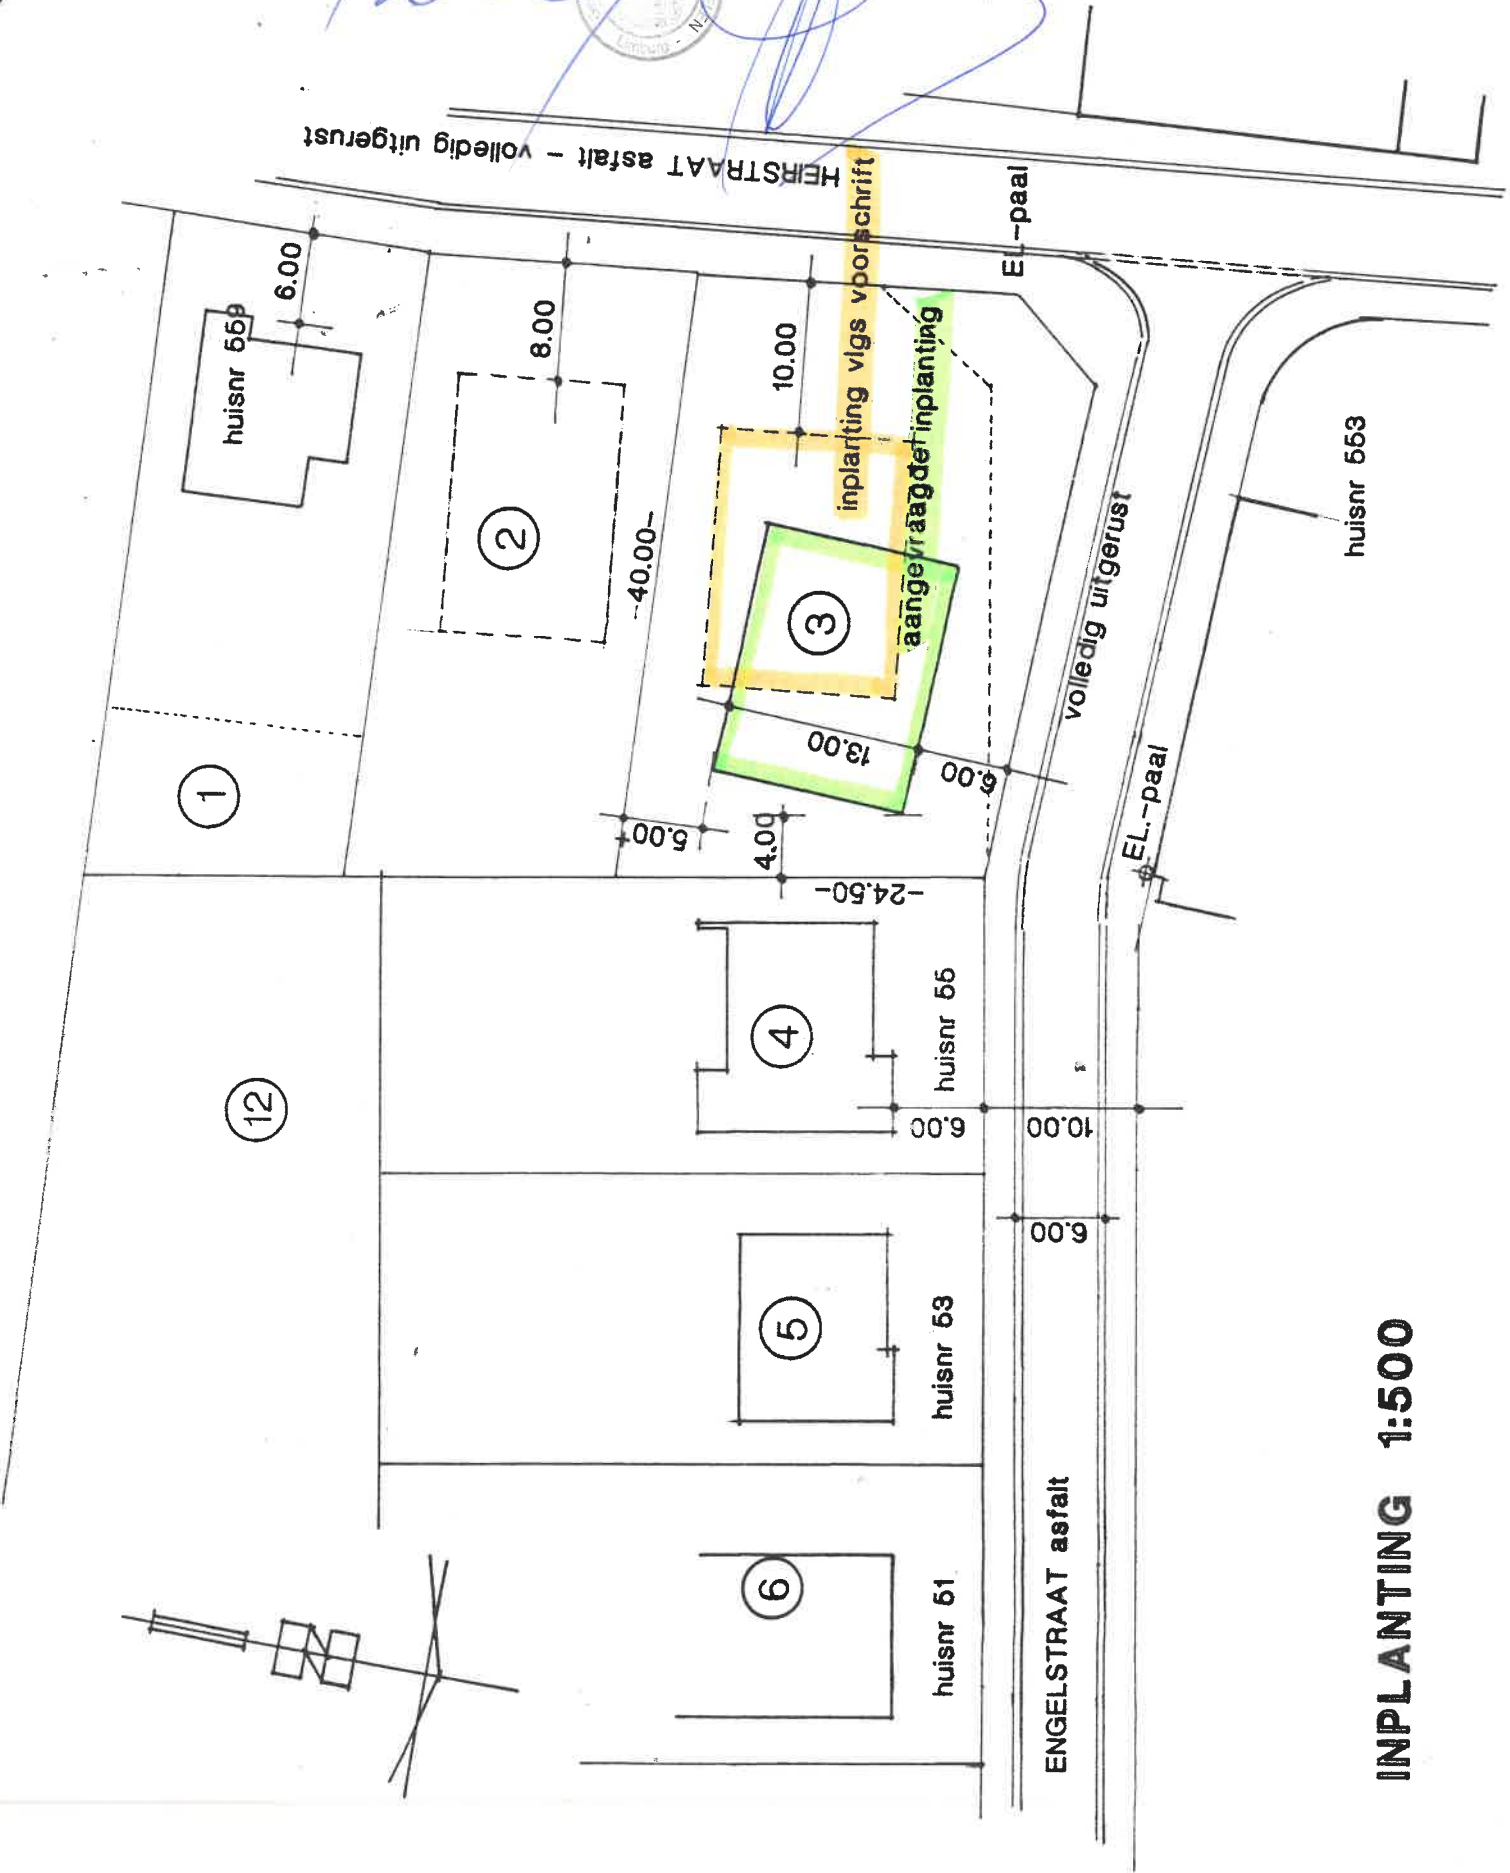 Limburg - N
HEIRSTRAAT asfalt - volledig uitgerust
6.00
huisnr 559
8.00
10.00
inplanting vlgs voorschrift
aangevraagde inplanting
EL-paal
1
2
-40.00-
3
13.00
6.00
5.00
4.00
-24.50-
volledig uitgerust
EL.-paal
huisnr 553
12
4
huisnr 55
6.00
10.00
6.00
5
huisnr 53
6
huisnr 51
ENGELSTRAAT asfalt
N
INPLANTING 1:500